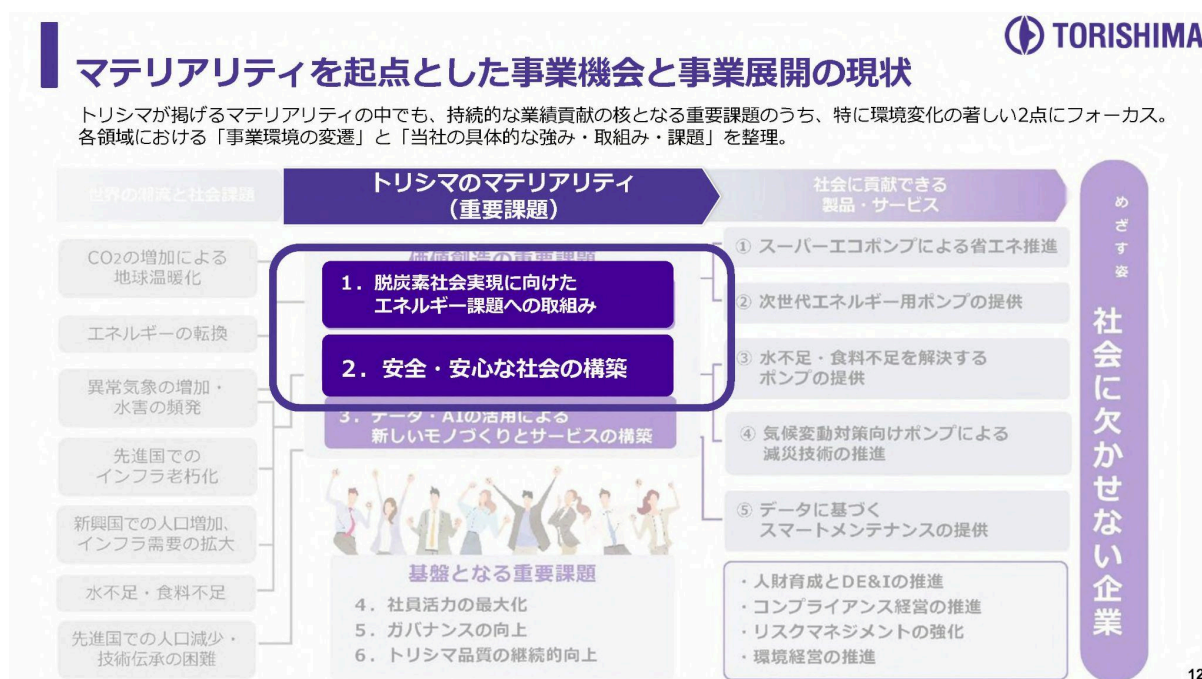 TORISHIMA
マテリアリティを起点とした事業機会と事業展開の現状
トリシマが掲げるマテリアリティの中でも、持続的な業績貢献の核となる重要課題のうち、特に環境変化の著しい2点にフォーカス。
各領域における「事業環境の変遷」と「当社の具体的な強み・取組み・課題」を整理。
世界の潮流と社会課題
CO2の増加による
地球温暖化
エネルギーの転換
異常気象の増加・
水害の頻発
先進国での
インフラ老朽化
新興国での人口増加、
インフラ需要の拡大
水不足・食料不足
先進国での人口減少・
技術伝承の困難
トリシマのマテリアリティ
（重要課題）
価値創造の重要課題
1．脱炭素社会実現に向けた
エネルギー課題への取組み
2．安全・安心な社会の構築
3．データ・AIの活用による
新しいモノづくりとサービスの構築
基盤となる重要課題
4．社員活力の最大化
5．ガバナンスの向上
6．トリシマ品質の継続的向上
社会に貢献できる
製品・サービス
① スーパーエコポンプによる省エネ推進
② 次世代エネルギー用ポンプの提供
③ 水不足・食料不足を解決する
ポンプの提供
④ 気候変動対策向けポンプによる
減災技術の推進
⑤ データに基づく
スマートメンテナンスの提供
・人財育成とDE&Iの推進
・コンプライアンス経営の推進
・リスクマネジメントの強化
・環境経営の推進
めざす姿
社会に欠かせない企業
12